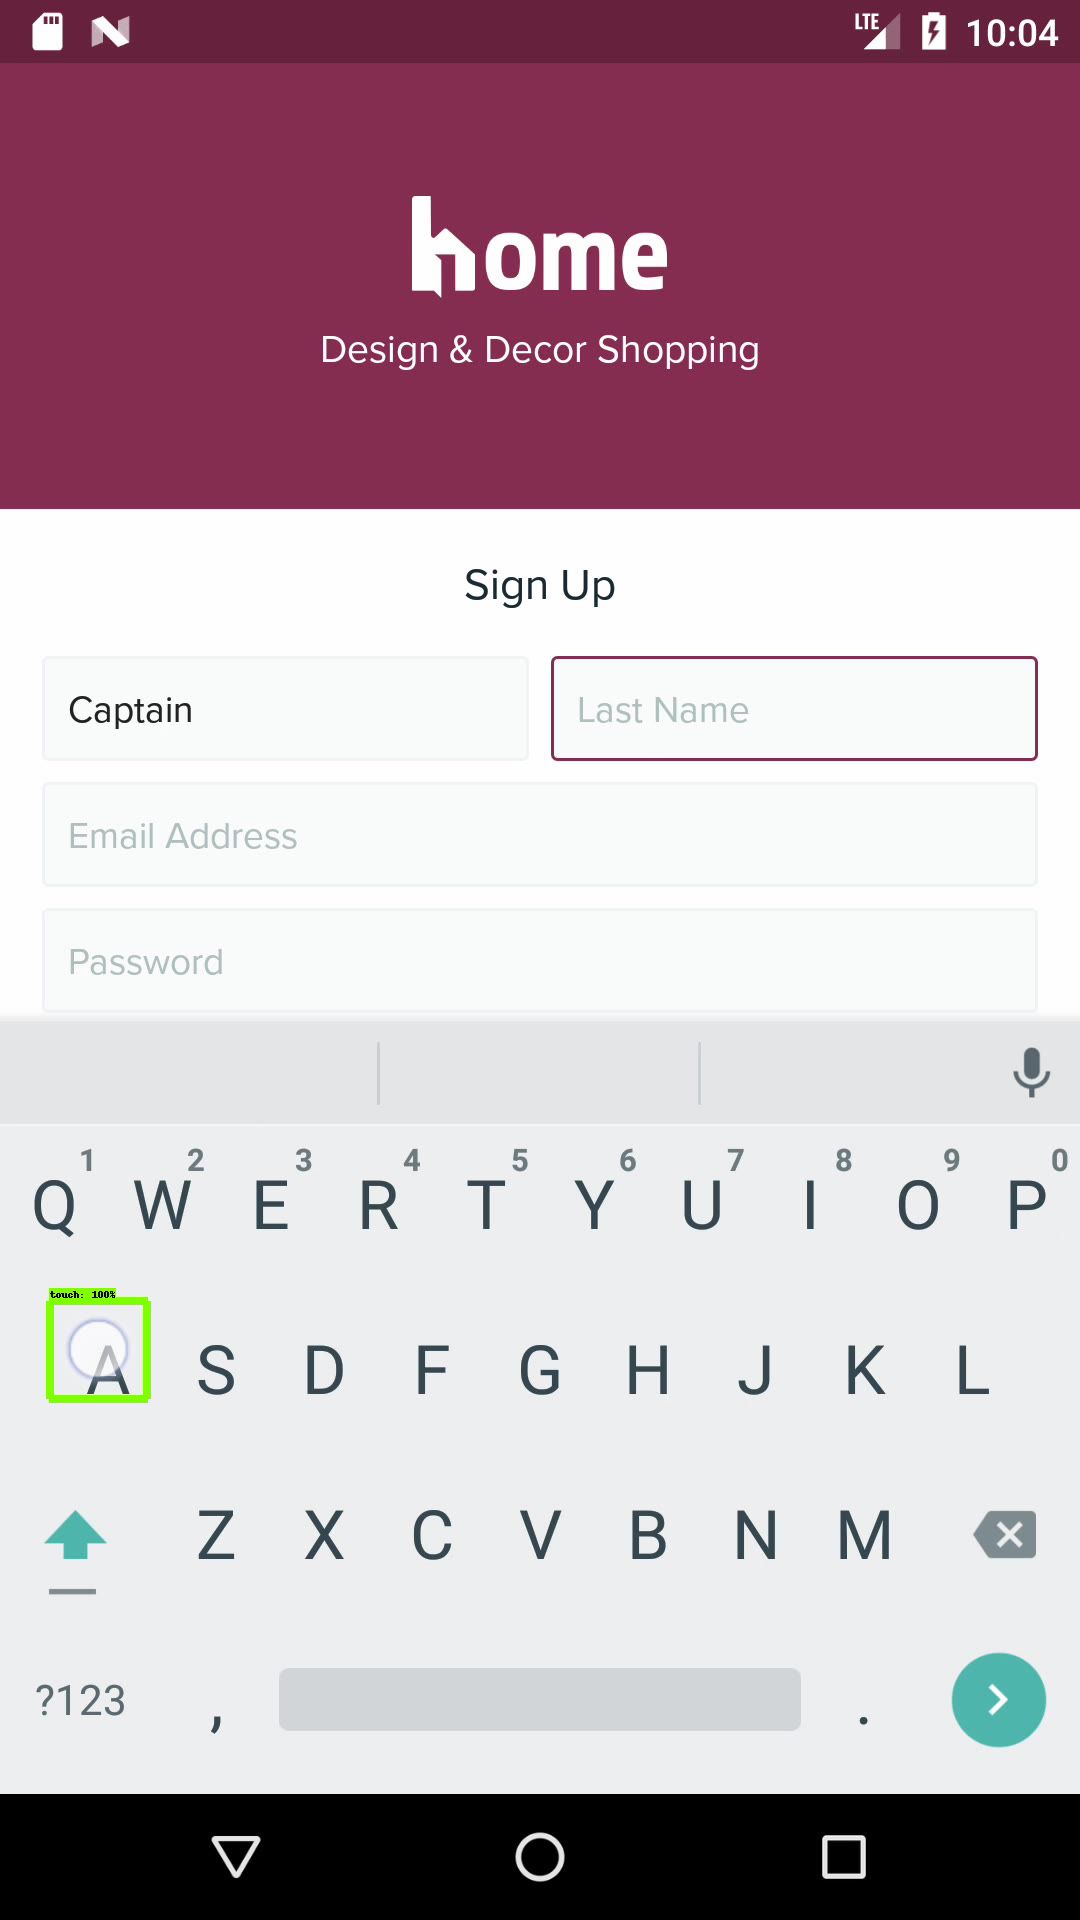 LTE 10:04
home
Design & Decor Shopping
Sign Up
Captain Last Name
Email Address
Password
1 2 3 4 5 6 7 8 9 0
Q W E R T Y U I O P
touch: 100%
A S D F G H J K L
Z X C V B N M
?123 , .